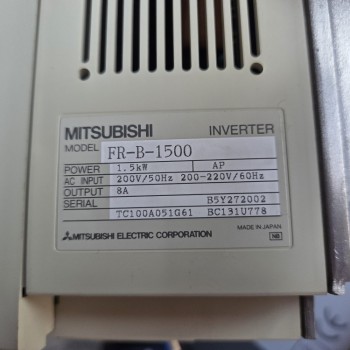 MITSUBISHI INVERTER
MODEL FR-B-1500
POWER 1.5kW AP
AC INPUT 200V/50Hz 200-220V/60Hz
OUTPUT 8A
SERIAL B5Y272002
TC100A051G61 BC131U778
MITSUBISHI ELECTRIC CORPORATION MADE IN JAPAN